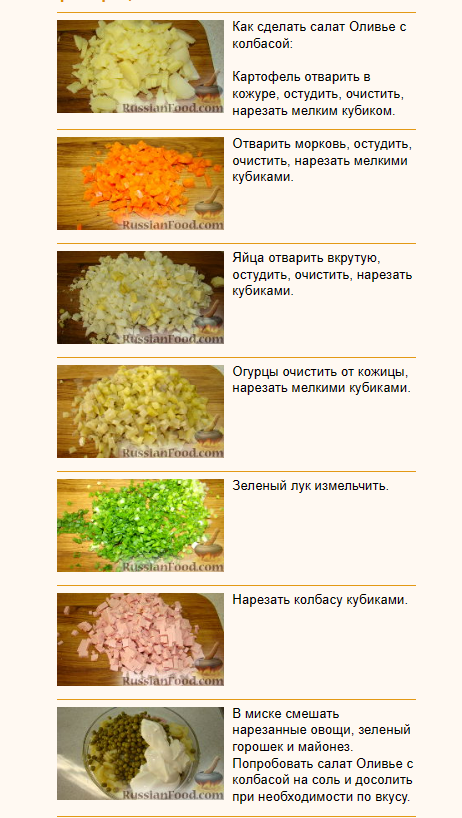 RussianFood.com
Как сделать салат Оливье с
колбасой:
Картофель отварить в
кожуре, остудить, очистить,
нарезать мелким кубиком.
RussianFood.com
Отварить морковь, остудить,
очистить, нарезать мелкими
кубиками.
RussianFood.com
Яйца отварить вкрутую,
остудить, очистить, нарезать
кубиками.
RussianFood.com
Огурцы очистить от кожицы,
нарезать мелкими кубиками.
RussianFood.com
Зеленый лук измельчить.
RussianFood.com
Нарезать колбасу кубиками.
RussianFood.com
В миске смешать
нарезанные овощи, зеленый
горошек и майонез.
Попробовать салат Оливье с
колбасой на соль и досолить
при необходимости по вкусу.